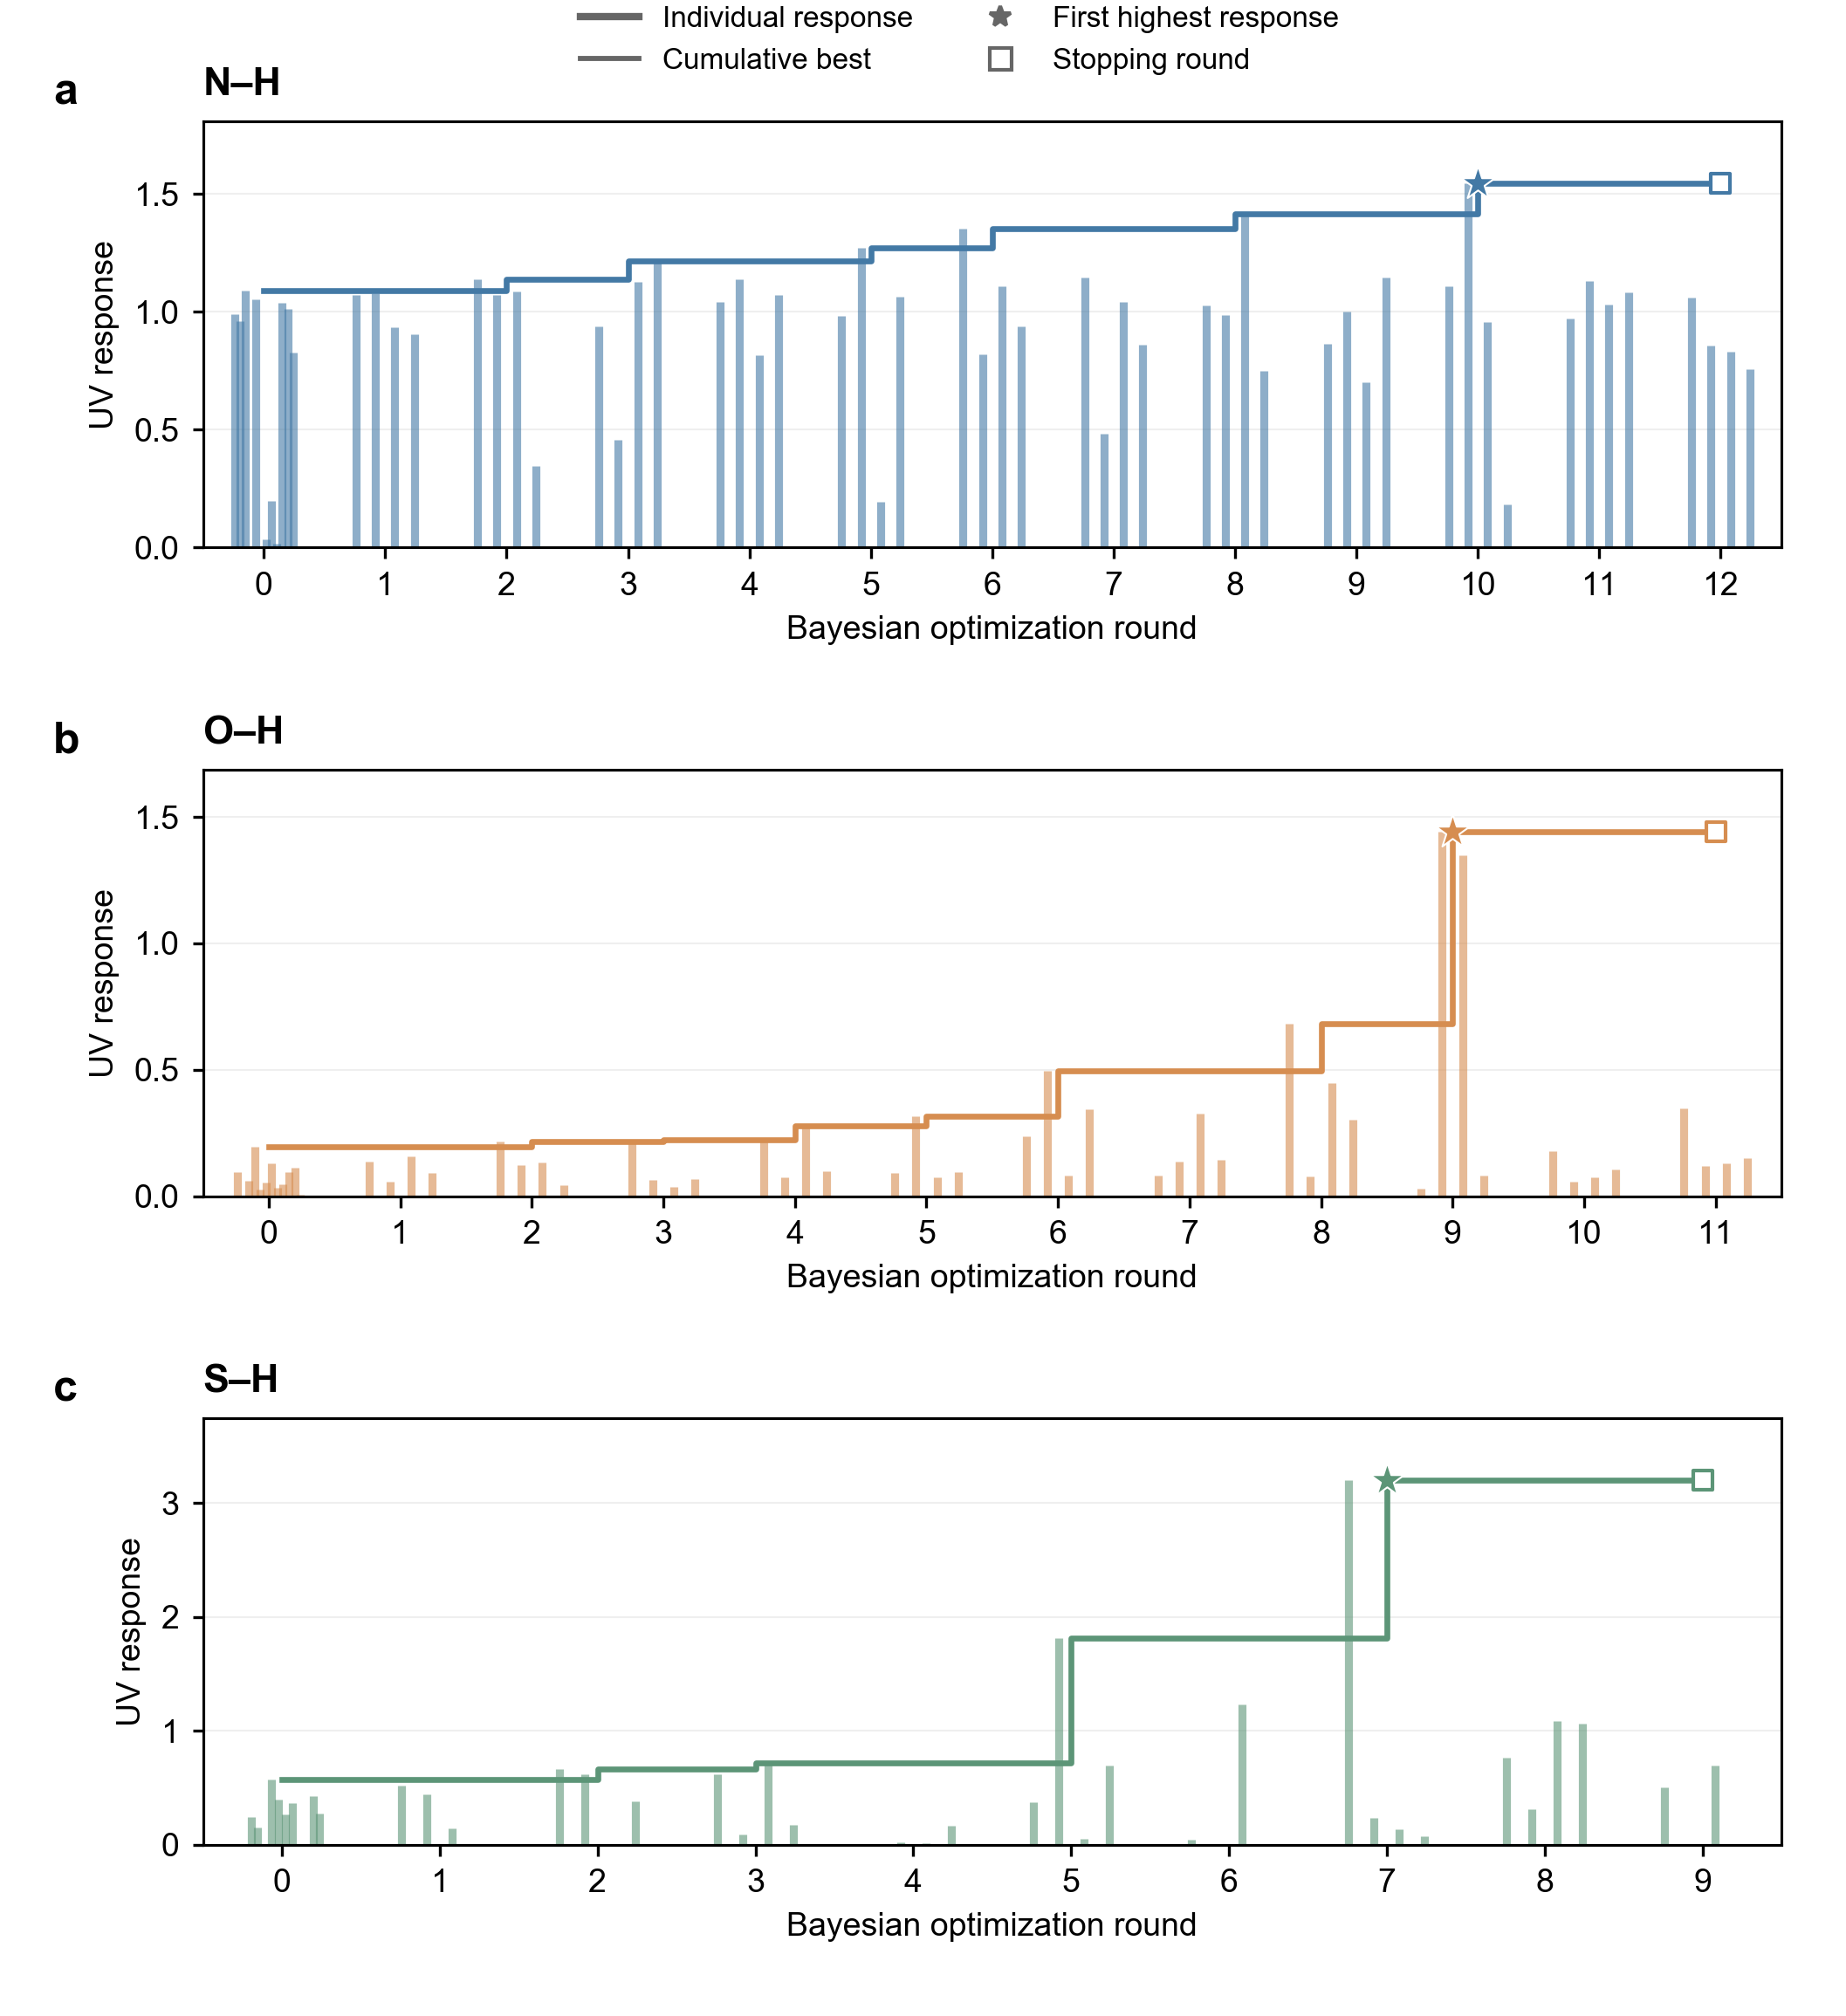 Individual response
First highest response
Cumulative best
Stopping round
a
N–H
1.5
1.0
0.5
0.0
UV response
0 1 2 3 4 5 6 7 8 9 10 11 12
Bayesian optimization round
b
O–H
1.5
1.0
0.5
0.0
UV response
0 1 2 3 4 5 6 7 8 9 10 11
Bayesian optimization round
c
S–H
3
2
1
0
UV response
0 1 2 3 4 5 6 7 8 9
Bayesian optimization round